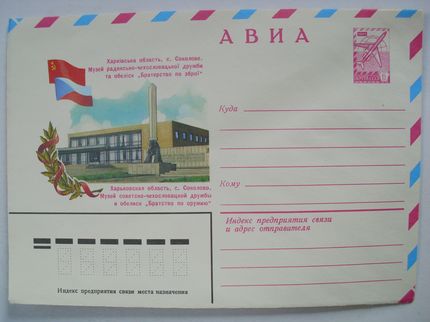 Харківська область, с. Соколове.
Музей радянсько-чехословацької дружби
та обеліск „Братерство по зброї"
АВИА
Куда
Харьковская область, с. Соколово.
Музей советско-чехословацкой дружбы
и обелиск „Братство по оружию"
Кому
Индекс предприятия связи
и адрес отправителя
Индекс предприятия связи места назначения